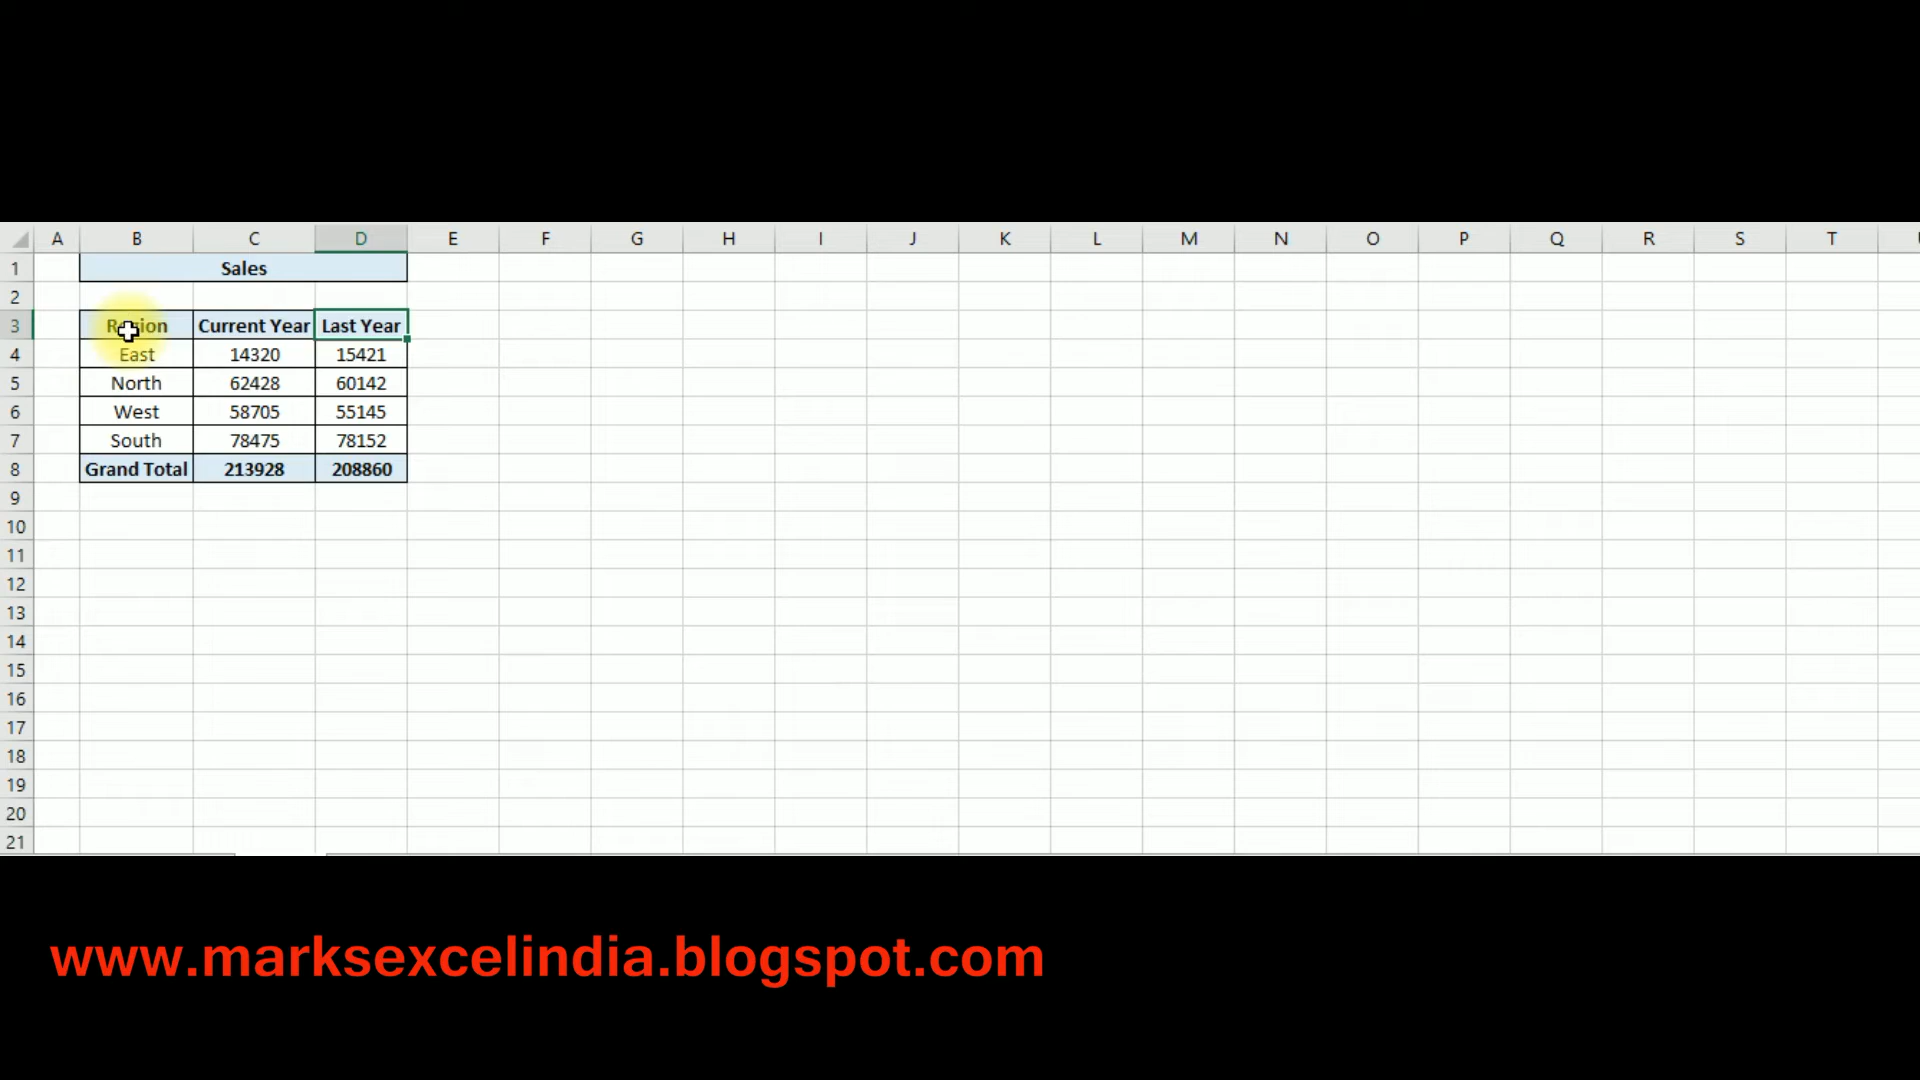 A B C D E F G H I J K L M N O P Q R S T
1 Sales
2
3 Region Current Year Last Year
4 East 14320 15421
5 North 62428 60142
6 West 58705 55145
7 South 78475 78152
8 Grand Total 213928 208860
9
10
11
12
13
14
15
16
17
18
19
20
21
www.marksexcelindia.blogspot.com